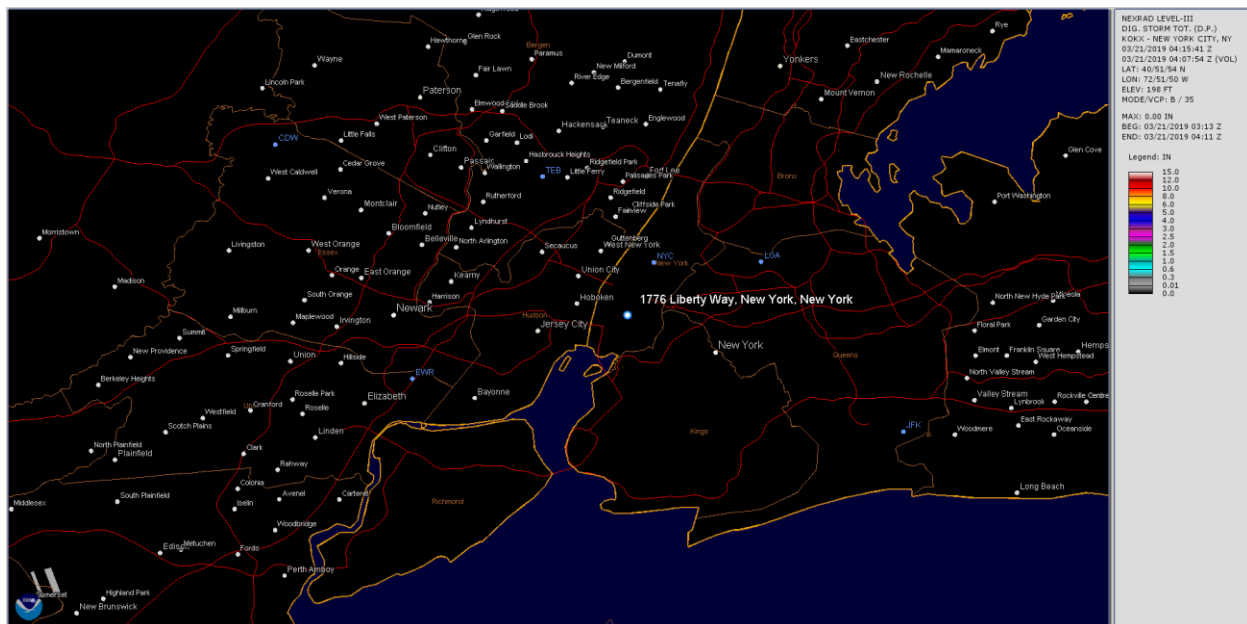 Ridgewood
Glen Rock
Hawthorne
Bergen
Paramus
Dumont
Wayne
Fair Lawn
New Milford
River Edge
Bergenfield
Tenafly
Lincoln Park
Paterson
Saddle Brook
West Paterson
Hackensack
Teaneck
Englewood
Little Falls
Garfield
Lodi
CDW
Clifton
Hasbrouck Heights
Cedar Grove
Passaic
Wallington
Ridgefield Park
TEB
Little Ferry
Fort Lee
Palisades Park
West Caldwell
Verona
Rutherford
Ridgefield
Cliffside Park
Montclair
Nutley
Fairview
Lyndhurst
Bloomfield
Guttenberg
Morristown
Livingston
West Orange
Essex
Belleville
North Arlington
Secaucus
West New York
NYC
New York
LGA
Orange
East Orange
Kearny
Union City
Madison
South Orange
Harrison
Hoboken
1776 Liberty Way, New York, New York
Newark
Millburn
Maplewood
Irvington
Hudson
Jersey City
Summit
New Providence
Springfield
Union
Hillside
New York
Queens
Berkeley Heights
EWR
Roselle Park
Elizabeth
Bayonne
Cranford
Roselle
Westfield
Scotch Plains
Linden
Kings
JFK
North Plainfield
Plainfield
Clark
Rahway
Colonia
Middlesex
South Plainfield
Iselin
Avenel
Carteret
Richmond
Woodbridge
Metuchen
Fords
Perth Amboy
Somerset
Highland Park
New Brunswick
Rye
Eastchester
Mamaroneck
Yonkers
New Rochelle
Mount Vernon
Glen Cove
Bronx
Port Washington
North New Hyde Park
Mineola
Floral Park
Garden City
Elmont
Franklin Square
West Hempstead
North Valley Stream
Valley Stream
Lynbrook
Rockville Centre
East Rockaway
Woodmere
Oceanside
Long Beach
NEXRAD LEVEL-III
DIG. STORM TOT. (D.P.)
KOKX - NEW YORK CITY, NY
03/21/2019 04:15:41 Z
03/21/2019 04:07:54 Z (VOL)
LAT: 40/51/54 N
LON: 72/51/50 W
ELEV: 198 FT
MODE/VCP: B / 35
MAX: 0.00 IN
BEG: 03/21/2019 03:13 Z
END: 03/21/2019 04:11 Z
Legend: IN
15.0
12.0
10.0
8.0
6.0
5.0
4.0
3.0
2.5
2.0
1.5
1.0
0.6
0.3
0.01
0.0